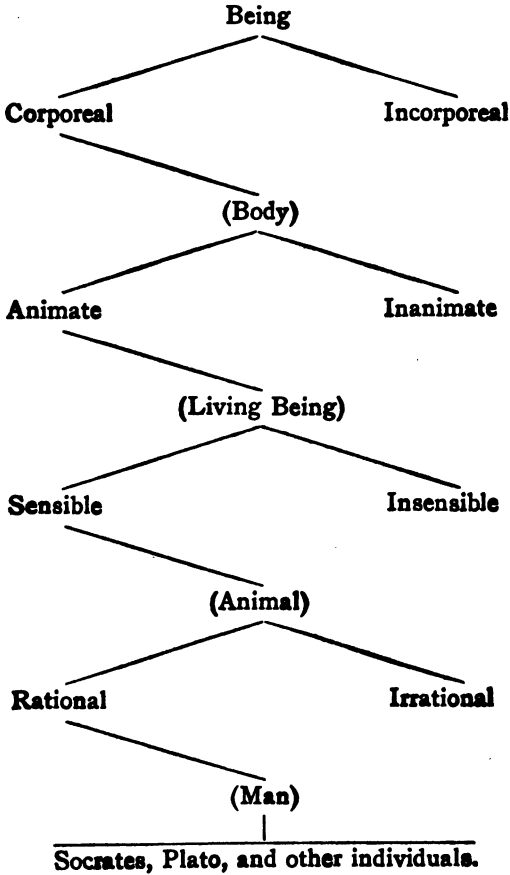 Being
Corporeal Incorporeal
(Body)
Animate Inanimate
(Living Being)
Sensible Insensible
(Animal)
Rational Irrational
(Man)
Socrates, Plato, and other individuals.